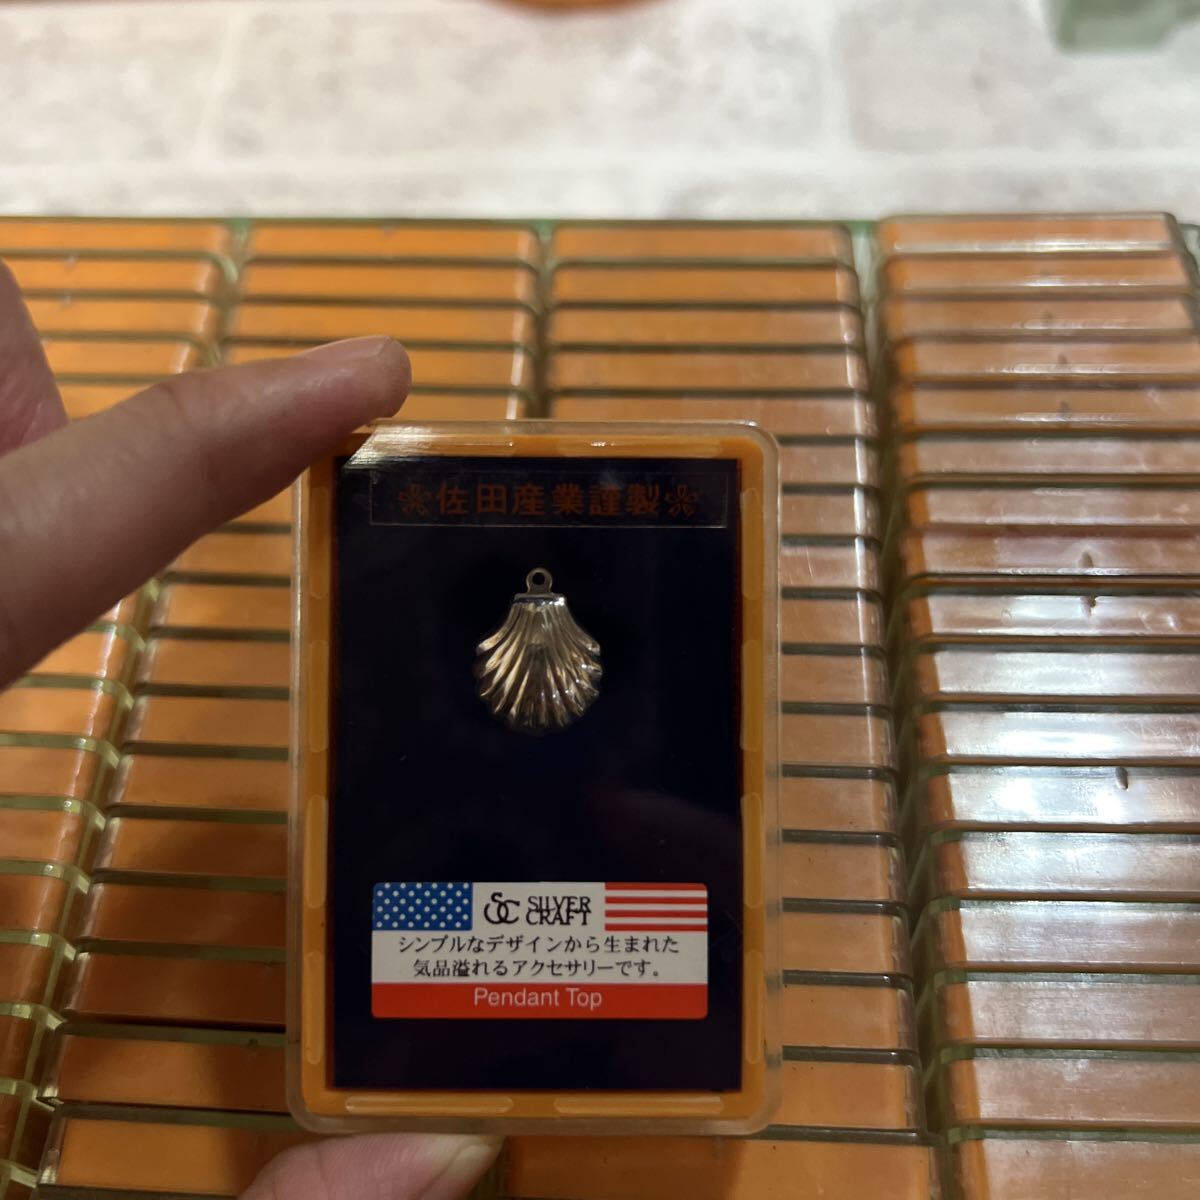 佐田産業謹製
SC SILVER
CRAFT
シンプルなデザインから生まれた
気品溢れるアクセサリーです。
Pendant Top